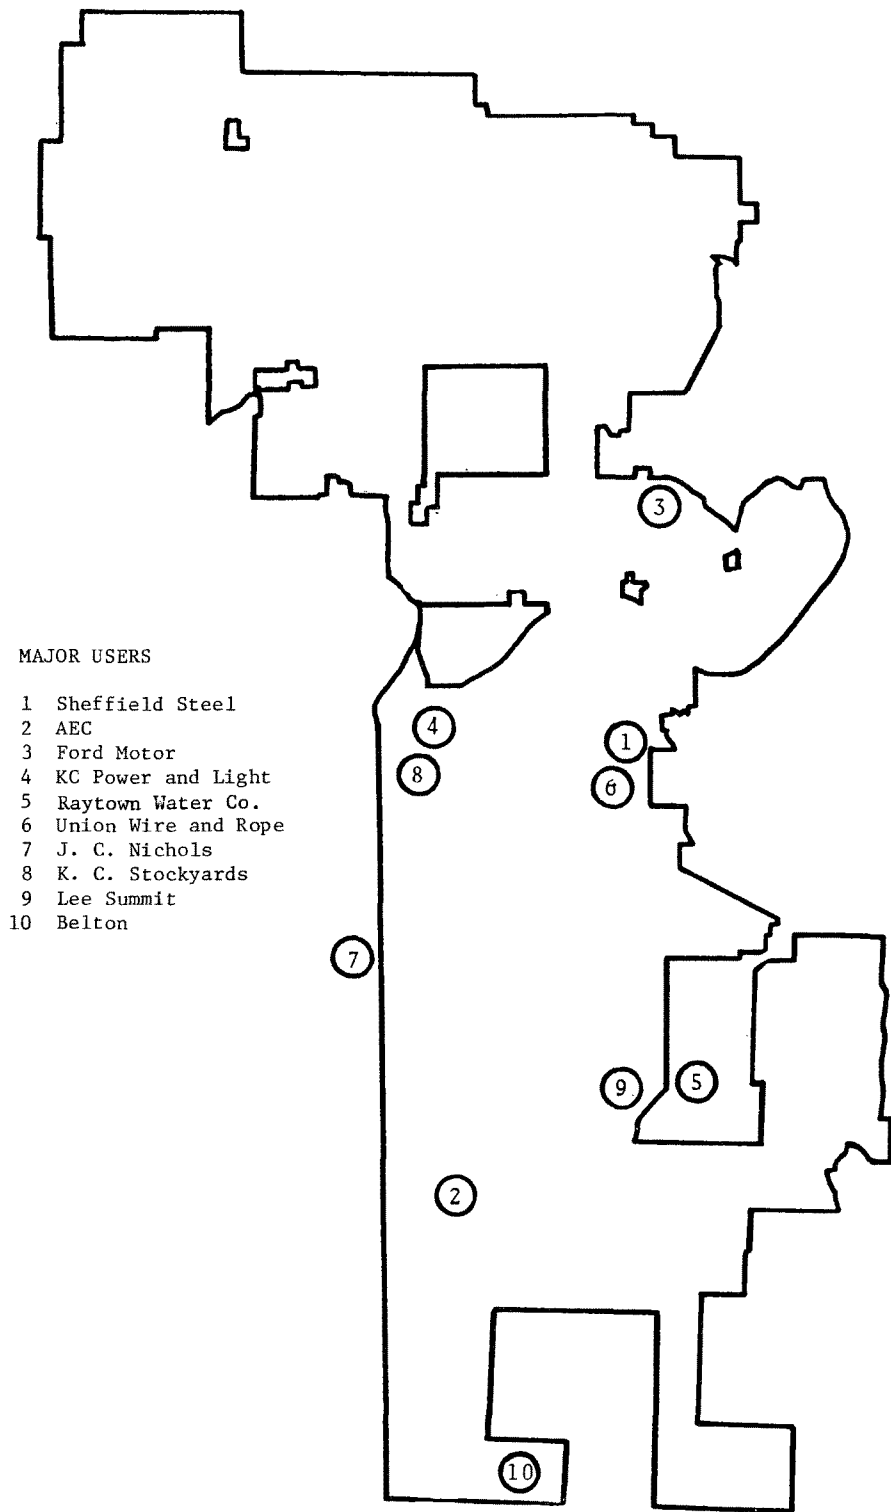 3
MAJOR USERS
1 Sheffield Steel
2 AEC
3 Ford Motor
4 KC Power and Light
5 Raytown Water Co.
6 Union Wire and Rope
7 J. C. Nichols
8 K. C. Stockyards
9 Lee Summit
10 Belton
4
1
8
6
7
9
5
2
10